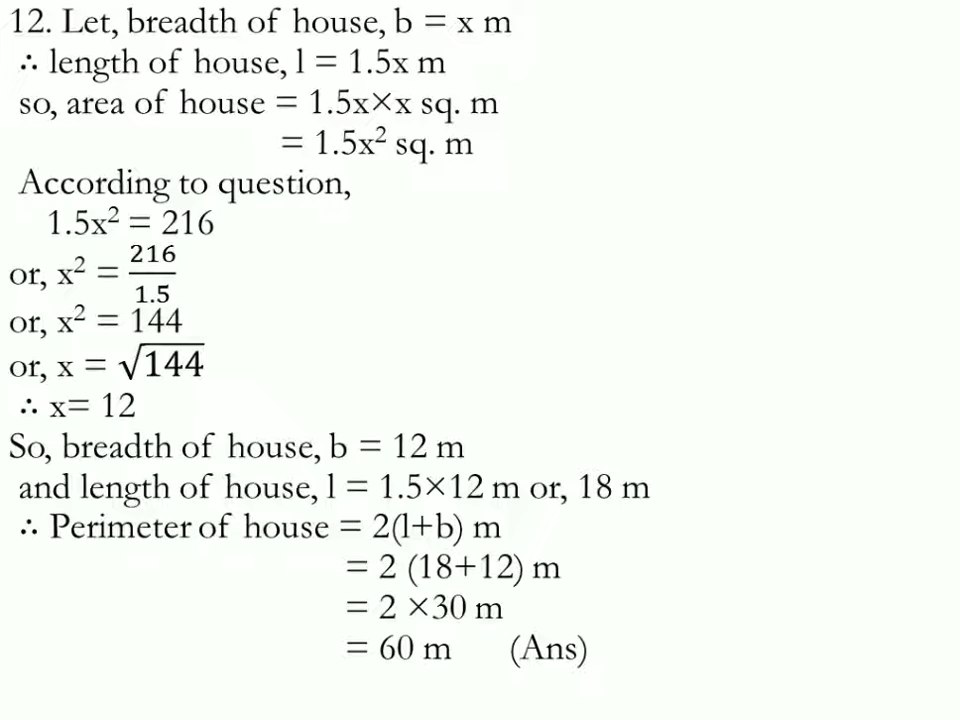 12. Let, breadth of house, b = x m
∴ length of house, l = 1.5x m
so, area of house = 1.5x×x sq. m
= 1.5x² sq. m
According to question,
1.5x² = 216
or, x² = 216/1.5
or, x² = 144
or, x = √144
∴ x= 12
So, breadth of house, b = 12 m
and length of house, l = 1.5×12 m or, 18 m
∴ Perimeter of house = 2(l+b) m
= 2 (18+12) m
= 2 ×30 m
= 60 m (Ans)